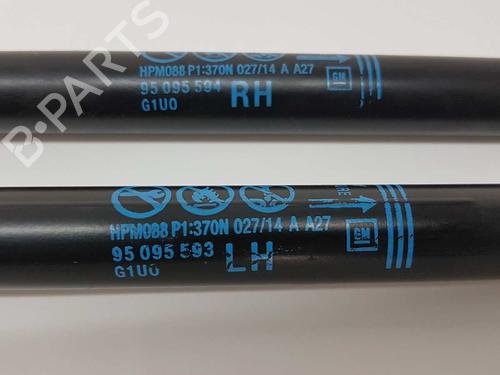 HPM088 P1:370N 027/14 A A27
95 095 594
G1U0
RH
GM
HPM088 P1:370N 027/14 A A27
95 095 593
G1U0
LH
GM
B-PARTS